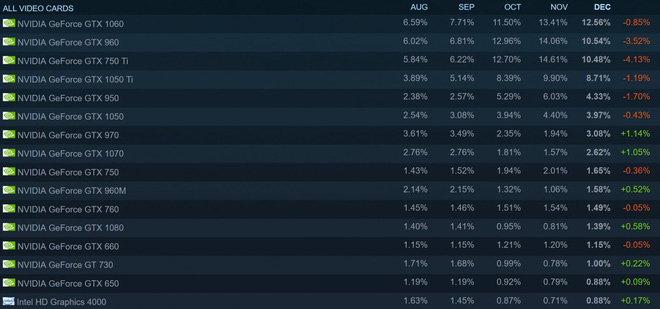 ALL VIDEO CARDS AUG SEP OCT NOV DEC
NVIDIA GeForce GTX 1060 6.59% 7.71% 11.50% 13.41% 12.56% -0.85%
NVIDIA GeForce GTX 960 6.02% 6.81% 12.96% 14.06% 10.54% -3.52%
NVIDIA GeForce GTX 750 Ti 5.84% 6.22% 12.70% 14.61% 10.48% -4.13%
NVIDIA GeForce GTX 1050 Ti 3.89% 5.14% 8.39% 9.90% 8.71% -1.19%
NVIDIA GeForce GTX 950 2.38% 2.57% 5.29% 6.03% 4.33% -1.70%
NVIDIA GeForce GTX 1050 2.54% 3.08% 3.94% 4.40% 3.97% -0.43%
NVIDIA GeForce GTX 970 3.61% 3.49% 2.35% 1.94% 3.08% +1.14%
NVIDIA GeForce GTX 1070 2.76% 2.76% 1.81% 1.57% 2.62% +1.05%
NVIDIA GeForce GTX 750 1.43% 1.52% 1.94% 2.01% 1.65% -0.36%
NVIDIA GeForce GTX 960M 2.14% 2.15% 1.32% 1.06% 1.58% +0.52%
NVIDIA GeForce GTX 760 1.45% 1.46% 1.51% 1.54% 1.49% -0.05%
NVIDIA GeForce GTX 1080 1.40% 1.41% 0.95% 0.81% 1.39% +0.58%
NVIDIA GeForce GTX 660 1.15% 1.15% 1.21% 1.20% 1.15% -0.05%
NVIDIA GeForce GT 730 1.71% 1.68% 0.99% 0.78% 1.00% +0.22%
NVIDIA GeForce GTX 650 1.19% 1.19% 0.92% 0.79% 0.88% +0.09%
Intel HD Graphics 4000 1.63% 1.45% 0.87% 0.71% 0.88% +0.17%